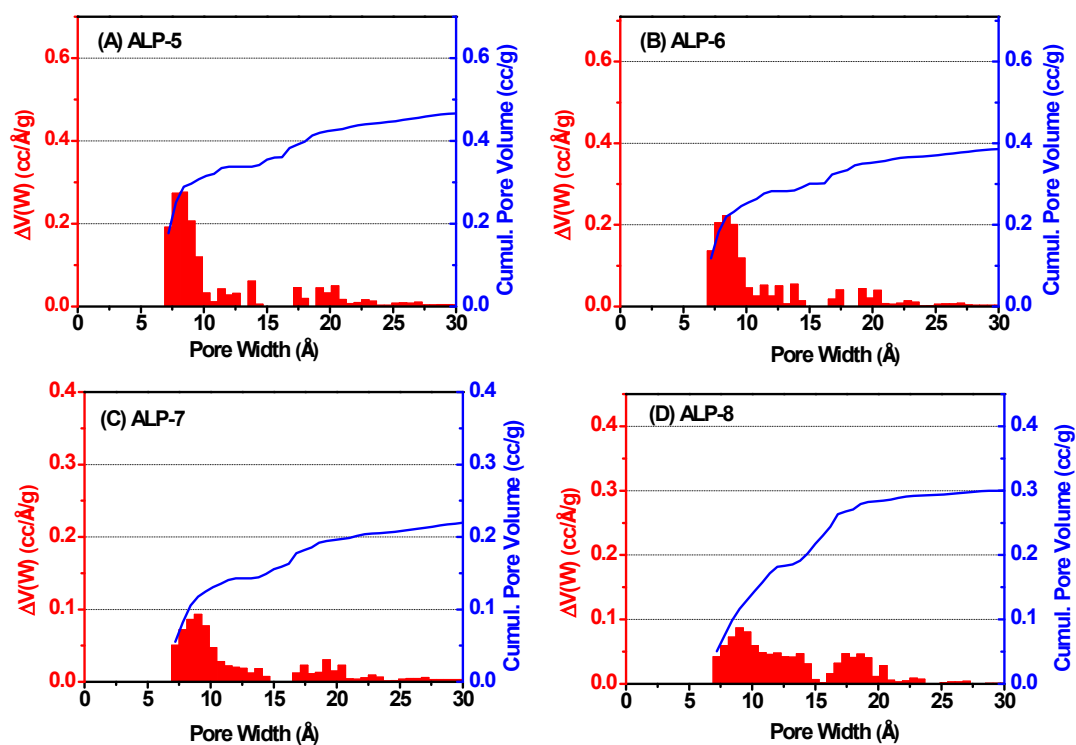 (A) ALP-5
ΔV(W) (cc/Å/g)
0.6
0.4
0.2
0.0
0.6
0.4
0.2
0.0
Cumul. Pore Volume (cc/g)
0 5 10 15 20 25 30
Pore Width (Å)
(B) ALP-6
ΔV(W) (cc/Å/g)
0.6
0.4
0.2
0.0
0.6
0.4
0.2
0.0
Cumul. Pore Volume (cc/g)
0 5 10 15 20 25 30
Pore Width (Å)
(C) ALP-7
ΔV(W) (cc/Å/g)
0.4
0.3
0.2
0.1
0.0
0.4
0.3
0.2
0.1
0.0
Cumul. Pore Volume (cc/g)
0 5 10 15 20 25 30
Pore Width (Å)
(D) ALP-8
ΔV(W) (cc/Å/g)
0.4
0.3
0.2
0.1
0.0
0.4
0.3
0.2
0.1
0.0
Cumul. Pore Volume (cc/g)
0 5 10 15 20 25 30
Pore Width (Å)